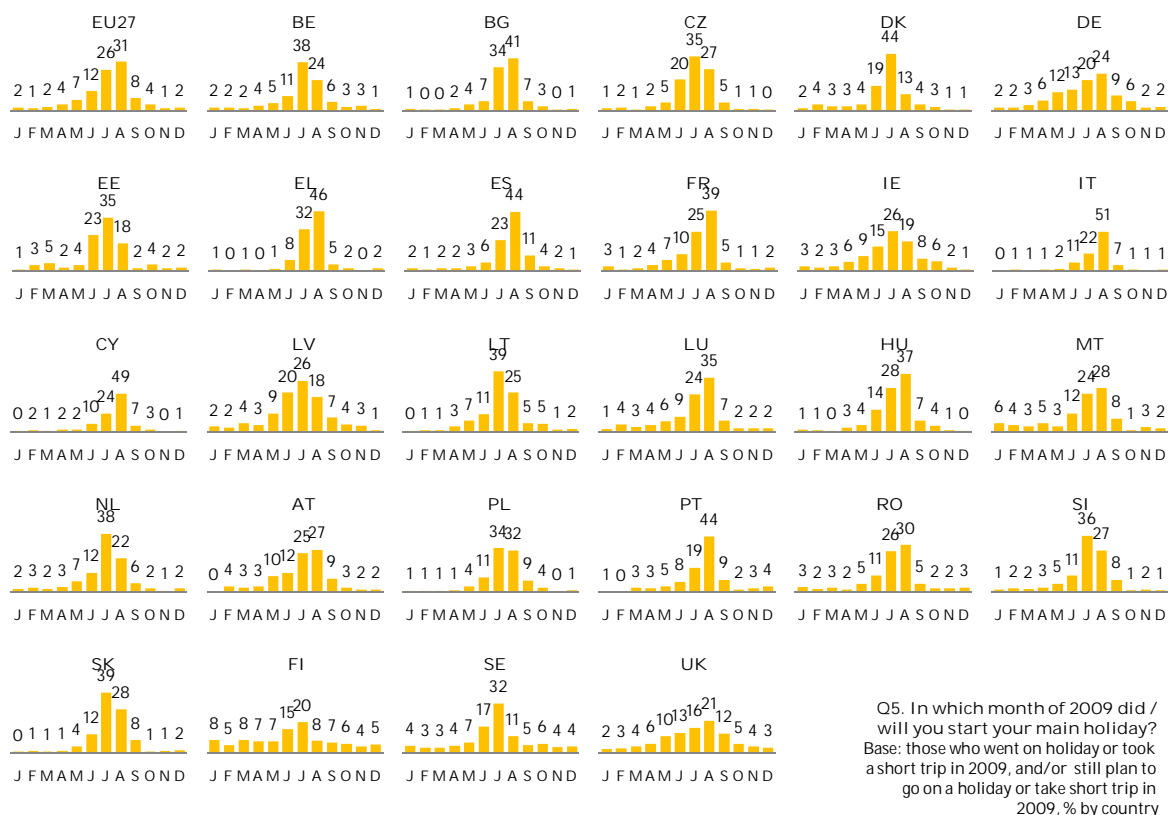 EU27 BE BG CZ DK DE
2 1 2 4 7 12 26 31 8 4 1 2
2 2 2 4 5 11 38 24 6 3 3 1
1 0 0 2 4 7 34 41 7 3 0 1
1 2 1 2 5 20 35 27 5 1 1 0
2 4 3 3 4 19 44 13 4 3 1 1
2 2 3 6 12 13 20 24 9 6 2 2
J F M A M J J A S O N D
J F M A M J J A S O N D
J F M A M J J A S O N D
J F M A M J J A S O N D
J F M A M J J A S O N D
J F M A M J J A S O N D
EE EL ES FR IE IT
1 3 5 2 4 23 35 18 2 4 2 2
1 0 1 0 1 8 32 46 5 2 0 2
2 1 2 2 3 6 23 44 11 4 2 1
3 1 2 4 7 10 25 39 5 1 1 2
3 2 3 6 9 15 26 19 8 6 2 1
0 1 1 1 2 11 22 51 7 1 1 1
J F M A M J J A S O N D
J F M A M J J A S O N D
J F M A M J J A S O N D
J F M A M J J A S O N D
J F M A M J J A S O N D
J F M A M J J A S O N D
CY LV LT LU HU MT
0 2 1 2 2 10 24 49 7 3 0 1
2 2 4 3 9 20 26 18 7 4 3 1
0 1 1 3 7 11 39 25 5 5 1 2
1 4 3 4 6 9 24 35 7 2 2 2
1 1 0 3 4 14 28 37 7 4 1 0
6 4 3 5 3 12 24 28 8 1 3 2
J F M A M J J A S O N D
J F M A M J J A S O N D
J F M A M J J A S O N D
J F M A M J J A S O N D
J F M A M J J A S O N D
J F M A M J J A S O N D
NL AT PL PT RO SI
2 3 2 3 7 12 38 22 6 2 1 2
0 4 3 3 10 12 25 27 9 3 2 2
1 1 1 1 4 11 34 32 9 4 0 1
1 0 3 3 5 8 19 44 9 2 3 4
3 2 3 2 5 11 26 30 5 2 2 3
1 2 2 3 5 11 36 27 8 1 2 1
J F M A M J J A S O N D
J F M A M J J A S O N D
J F M A M J J A S O N D
J F M A M J J A S O N D
J F M A M J J A S O N D
J F M A M J J A S O N D
SK FI SE UK
0 1 1 1 4 12 39 28 8 1 1 2
8 5 8 7 7 15 20 8 7 6 4 5
4 3 3 4 7 17 32 11 5 6 4 4
2 3 4 6 10 13 16 21 12 5 4 3
J F M A M J J A S O N D
J F M A M J J A S O N D
J F M A M J J A S O N D
J F M A M J J A S O N D
Q5. In which month of 2009 did /
will you start your main holiday?
Base: those who went on holiday or took
a short trip in 2009, and/or still plan to
go on a holiday or take short trip in
2009, % by country